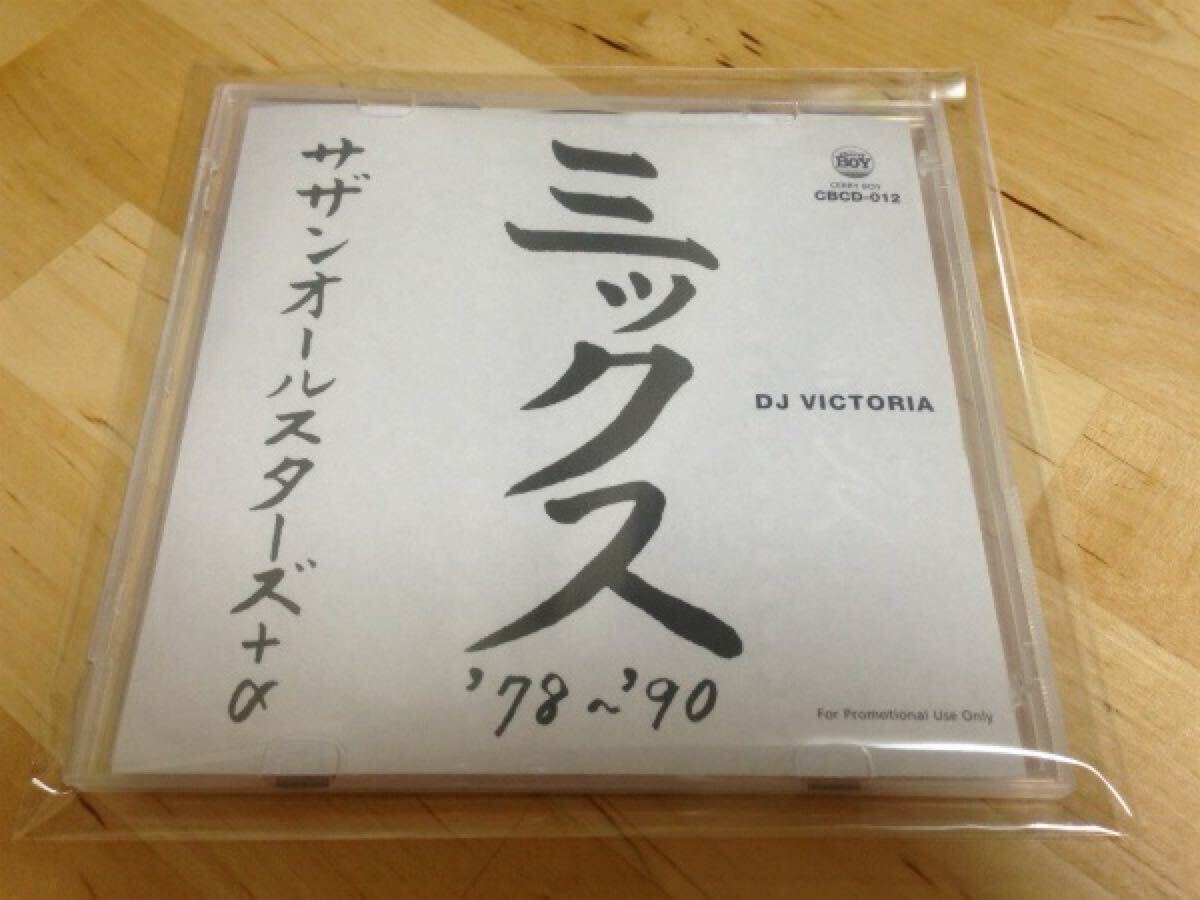 BOY
CERRY BOY
CBCD-012
DJ VICTORIA
ミックス
'78~'90
サザンオールスターズ+α
For Promotional Use Only